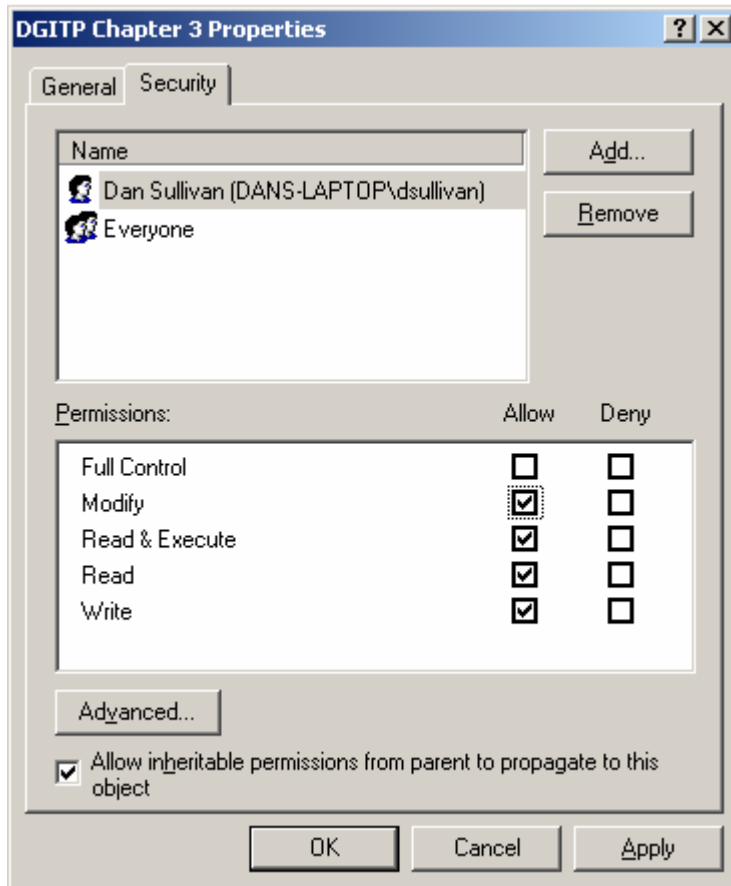 DGITP Chapter 3 Properties
General Security
Name
Add...
Dan Sullivan (DANS-LAPTOP\dsullivan)
Remove
Everyone
Permissions: Allow Deny
Full Control
Modify
Read & Execute
Read
Write
Advanced...
Allow inheritable permissions from parent to propagate to this
object
OK Cancel Apply